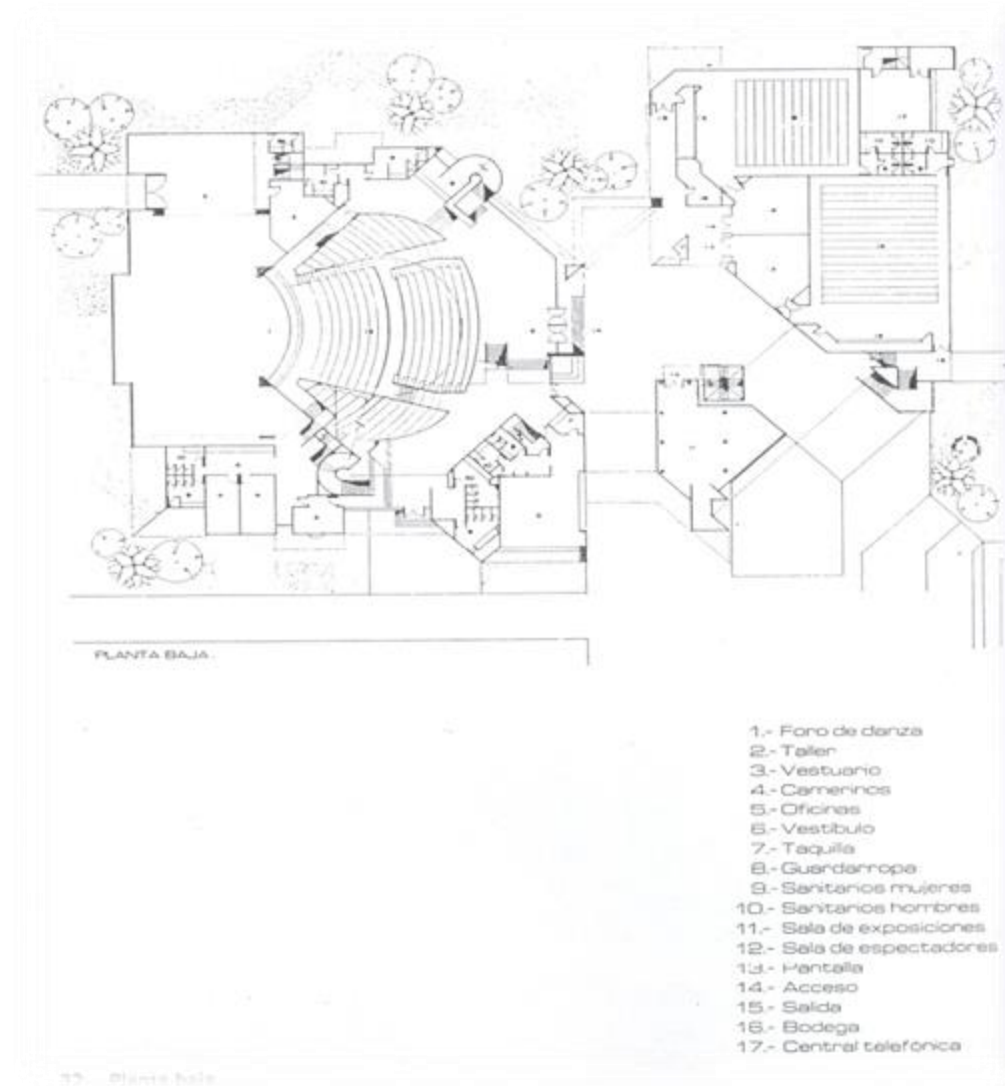 PLANTA BAJA.
1.- Foro de danza
2.- Taller
3.- Vestuario
4.- Camerinos
5.- Oficinas
6.- Vestíbulo
7.- Taquilla
8.- Guardarropa
9.- Sanitarios mujeres
10.- Sanitarios hombres
11.- Sala de exposiciones
12.- Sala de espectadores
13.- Pantalla
14.- Acceso
15.- Salida
16.- Bodega
17.- Central telefónica
Planta baja